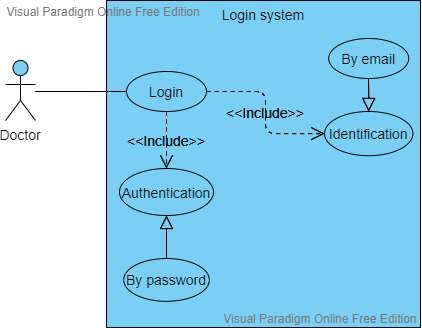 Visual Paradigm Online Free Edition
Login system
By email
Login
<<Include>>
Identification
Doctor
<<Include>>
Authentication
By password
Visual Paradigm Online Free Edition